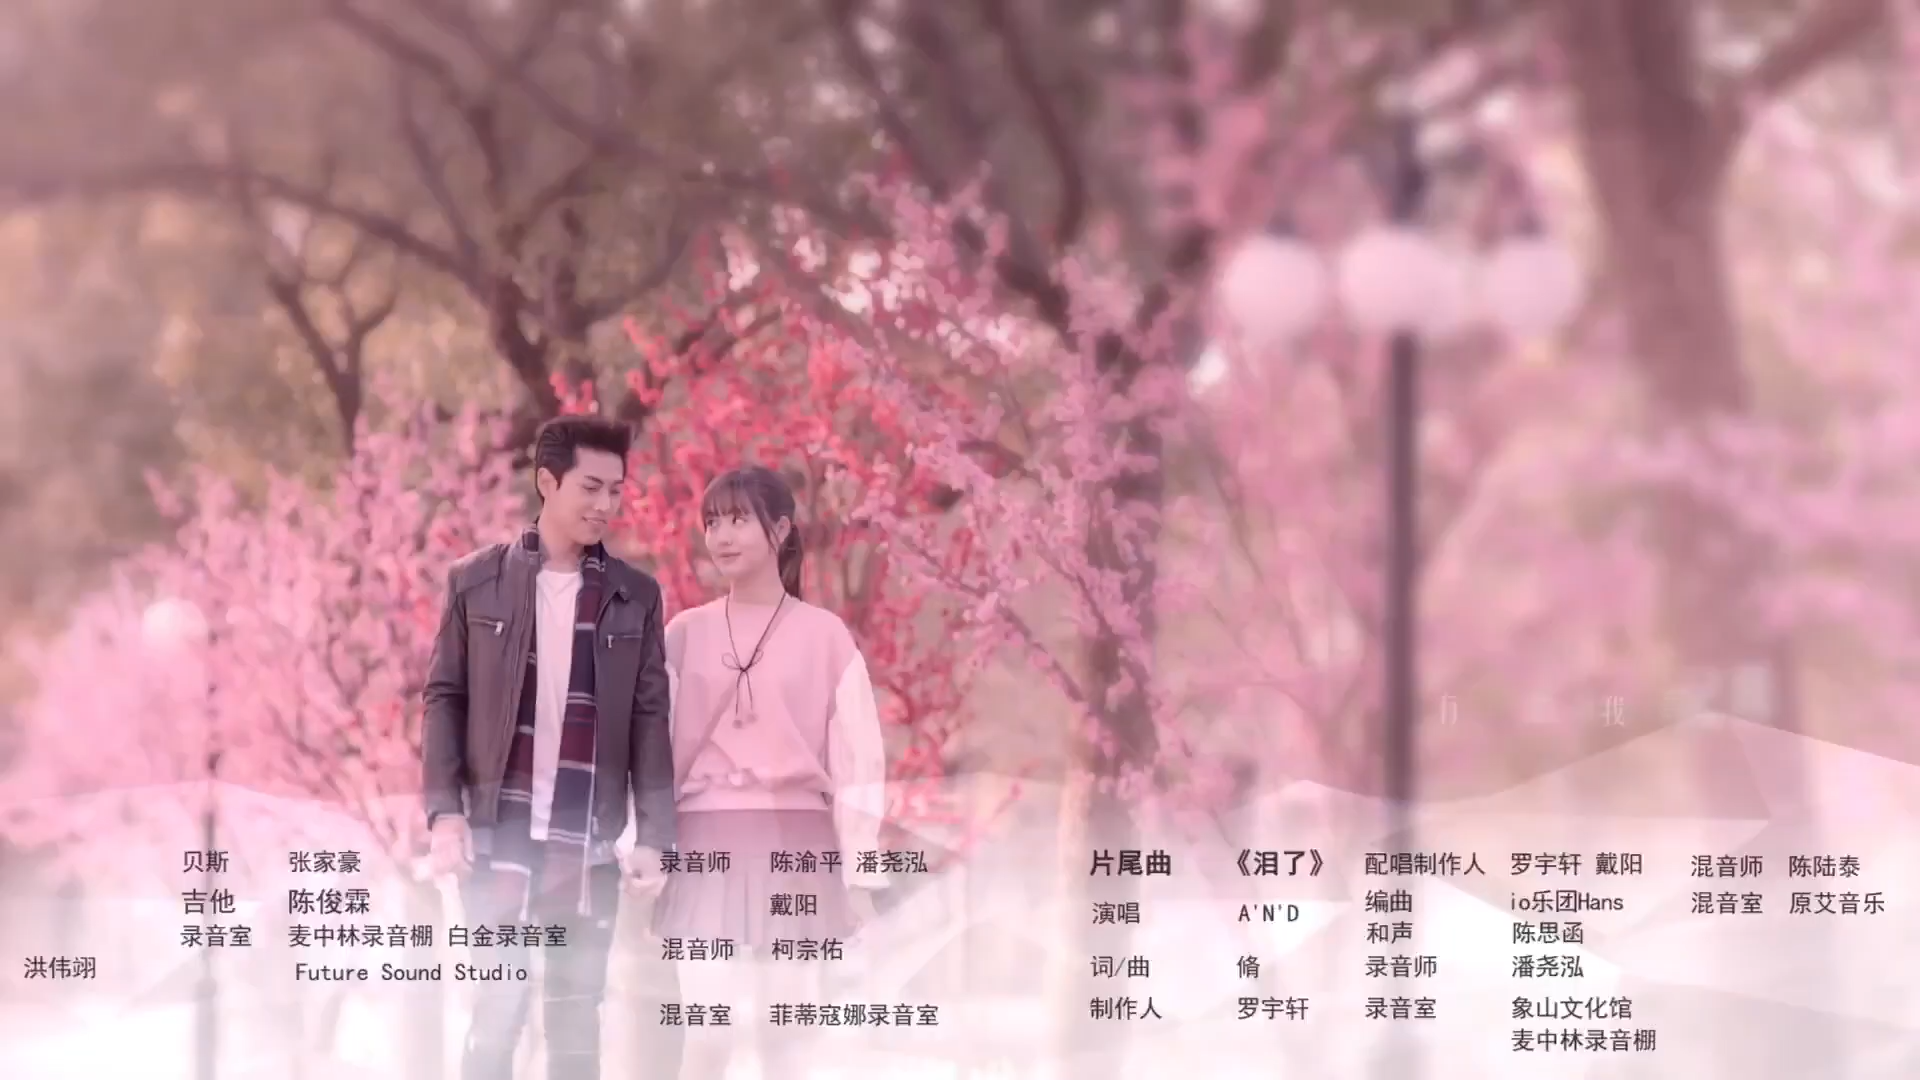 贝斯 张家豪
吉他 陈俊霖
录音室 麦中林录音棚 白金录音室
Future Sound Studio
洪伟翊
录音师 陈渝平 潘尧泓
戴阳
混音师 柯宗佑
混音室 菲蒂寇娜录音室
片尾曲 《泪了》
演唱 A'N'D
词/曲 脩
制作人 罗宇轩
配唱制作人 罗宇轩 戴阳
编曲 io乐团Hans
和声 陈思函
录音师 潘尧泓
录音室 象山文化馆
麦中林录音棚
混音师 陈陆泰
混音室 原艾音乐
我